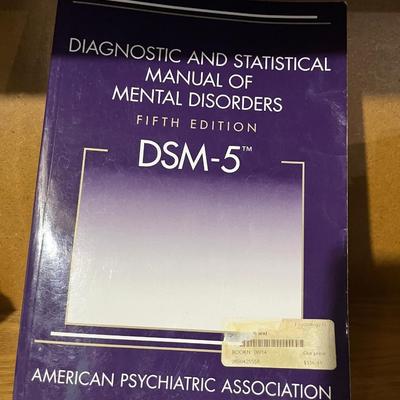 DIAGNOSTIC AND STATISTICAL
MANUAL OF
MENTAL DISORDERS
FIFTH EDITION
DSM-5™
AMERICAN PSYCHIATRIC ASSOCIATION